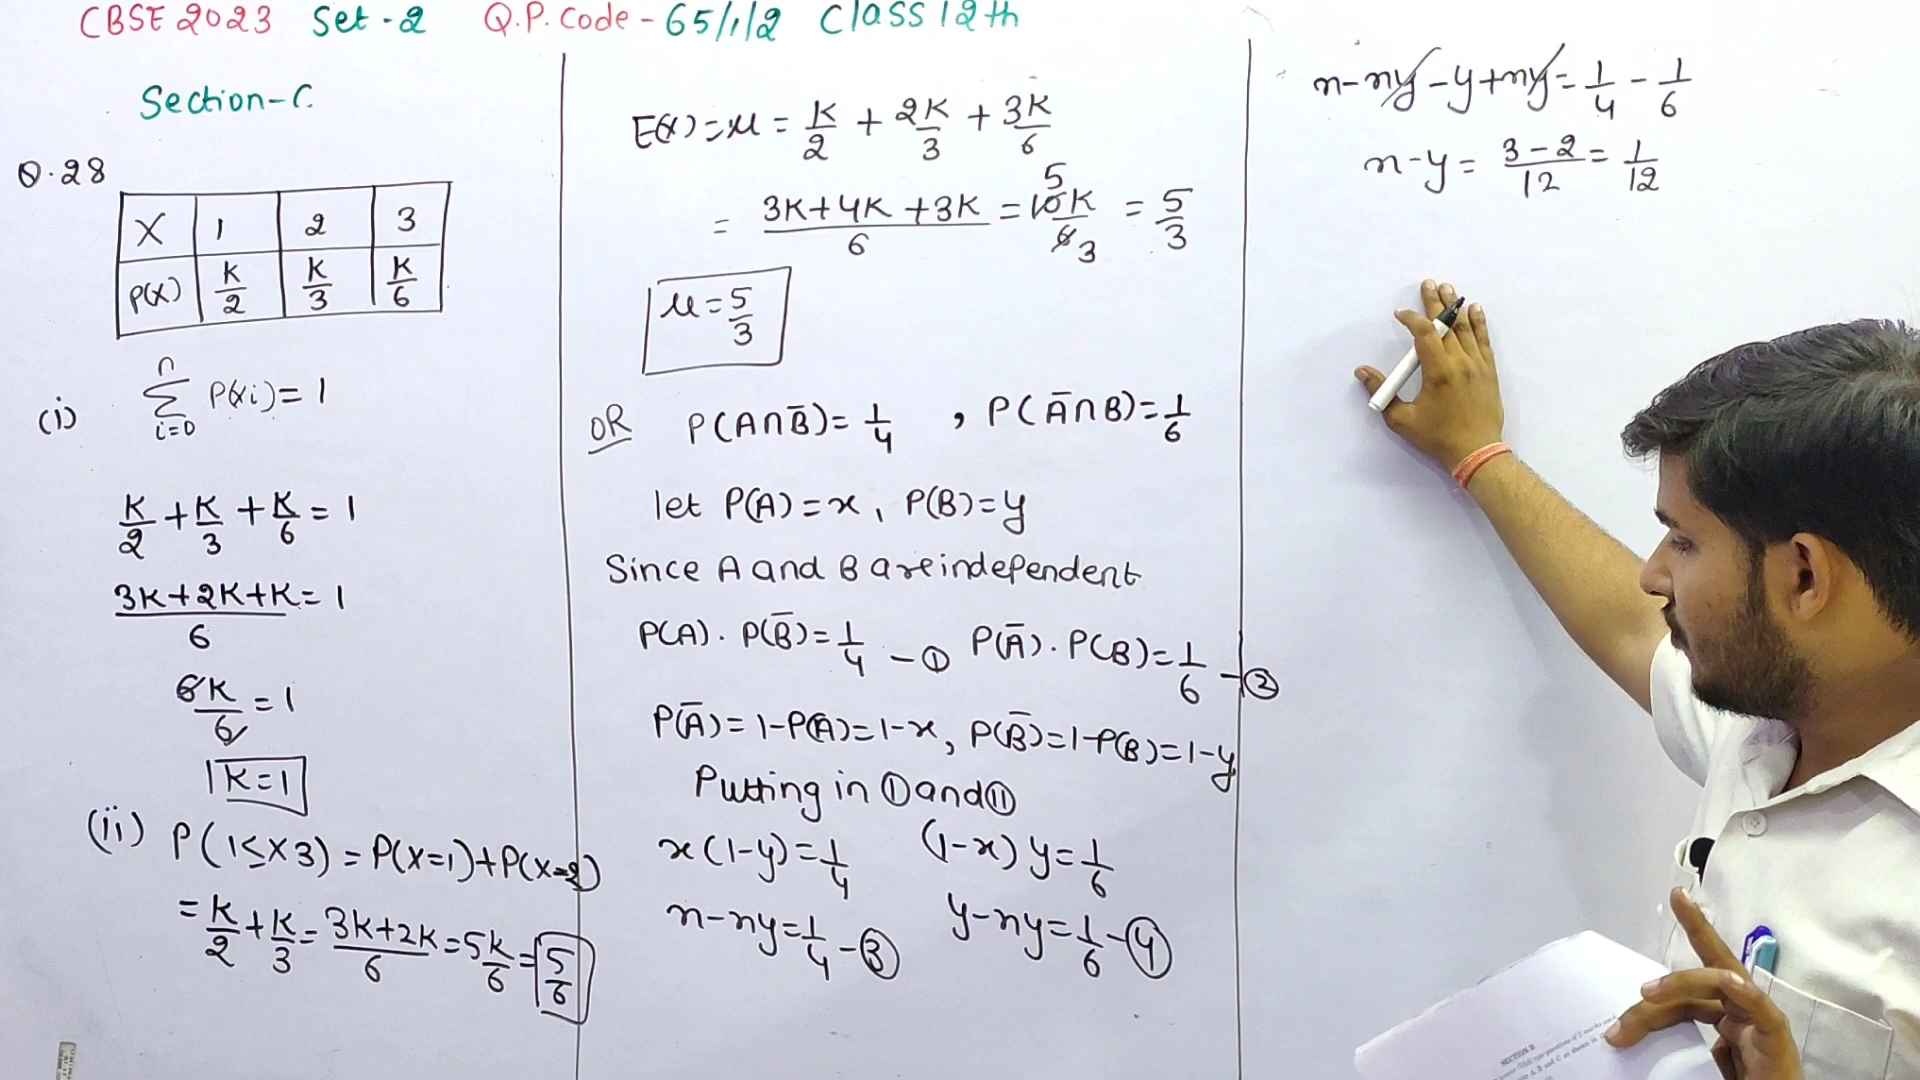 CBSE 2023 Set-2 Q.P. Code - 65/1/2 Class 12th
Section-C
Q.28
X 1 2 3
P(X) K/2 K/3 K/6
(i) n Σ i=0 P(xi) = 1
K/2 + K/3 + K/6 = 1
3K+2K+K/6 = 1
6K/6 = 1
K=1
(ii) P(1≤X3) = P(X=1)+P(X=2)
= K/2 + K/3 = 3K+2K/6 = 5K/6 = 5/6
E(X) = μ = K/2 + 2K/3 + 3K/6
= 3K+4K+3K/6 = 5 10K/6 3 = 5/3
μ = 5/3
OR P(A∩B̄) = 1/4 , P(Ā∩B) = 1/6
let P(A) = x, P(B) = y
Since A and B are independent
P(A). P(B̄) = 1/4 - ① P(Ā). P(B) = 1/6 - ②
P(Ā) = 1-P(A) = 1-x, P(B̄) = 1-P(B) = 1-y
Putting in ① and ⑪
x(1-y) = 1/4 (1-x) y = 1/6
x-xy = 1/4 - ③ y-xy = 1/6 - ④
x-xy-y+xy = 1/4 - 1/6
x-y = 3-2/12 = 1/12
SECTION B